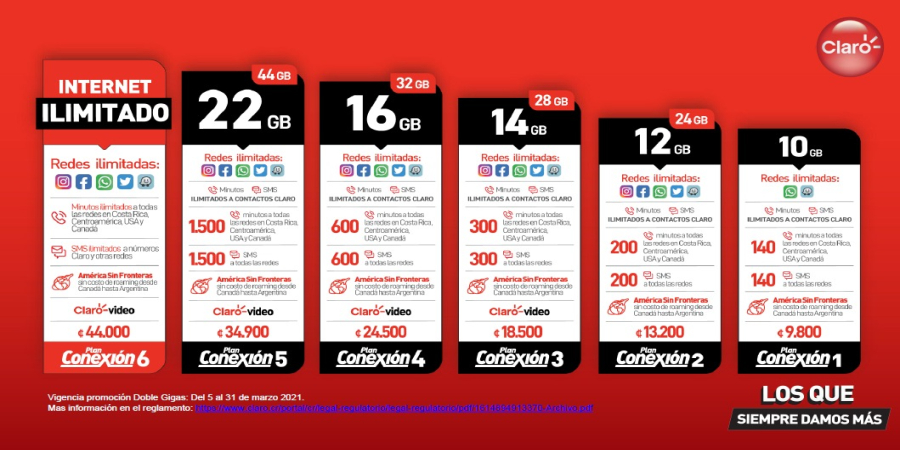 Claro
INTERNET
ILIMITADO
Redes ilimitadas:
Minutos ilimitados a todas
las redes en Costa Rica,
Centroamérica, USA y
Canadá
SMS ilimitados a números
Claro y otras redes
América Sin Fronteras
sin costo de roaming desde
Canadá hasta Argentina
Claro video
₡ 44.000
Plan
Conexión 6
44 GB
22 GB
Redes ilimitadas:
Minutos SMS
ILIMITADOS A CONTACTOS CLARO
1.500 minutos a todas
las redes en Costa Rica,
Centroamérica,
USA y Canadá
1.500 SMS
a todas las redes
América Sin Fronteras
sin costo de roaming desde
Canadá hasta Argentina
Claro video
₡ 34.900
Plan
Conexión 5
32 GB
16 GB
Redes ilimitadas:
Minutos SMS
ILIMITADOS A CONTACTOS CLARO
600 minutos a todas
las redes en Costa Rica,
Centroamérica,
USA y Canadá
600 SMS
a todas las redes
América Sin Fronteras
sin costo de roaming desde
Canadá hasta Argentina
Claro video
₡ 24.500
Plan
Conexión 4
28 GB
14 GB
Redes ilimitadas:
Minutos SMS
ILIMITADOS A CONTACTOS CLARO
300 minutos a todas
las redes en Costa Rica,
Centroamérica,
USA y Canadá
300 SMS
a todas las redes
América Sin Fronteras
sin costo de roaming desde
Canadá hasta Argentina
Claro video
₡ 18.500
Plan
Conexión 3
24 GB
12 GB
Redes ilimitadas:
Minutos SMS
ILIMITADOS A CONTACTOS CLARO
200 minutos a todas
las redes en Costa Rica,
Centroamérica,
USA y Canadá
200 SMS
a todas las redes
América Sin Fronteras
sin costo de roaming desde
Canadá hasta Argentina
₡ 13.200
Plan
Conexión 2
10 GB
Redes ilimitadas:
Minutos SMS
ILIMITADOS A CONTACTOS CLARO
140 minutos a todas
las redes en Costa Rica,
Centroamérica,
USA y Canadá
140 SMS
a todas las redes
América Sin Fronteras
sin costo de roaming desde
Canadá hasta Argentina
₡ 9.800
Plan
Conexión 1
Vigencia promoción Doble Gigas: Del 5 al 31 de marzo 2021.
Mas información en el reglamento:
LOS QUE
SIEMPRE DAMOS MÁS